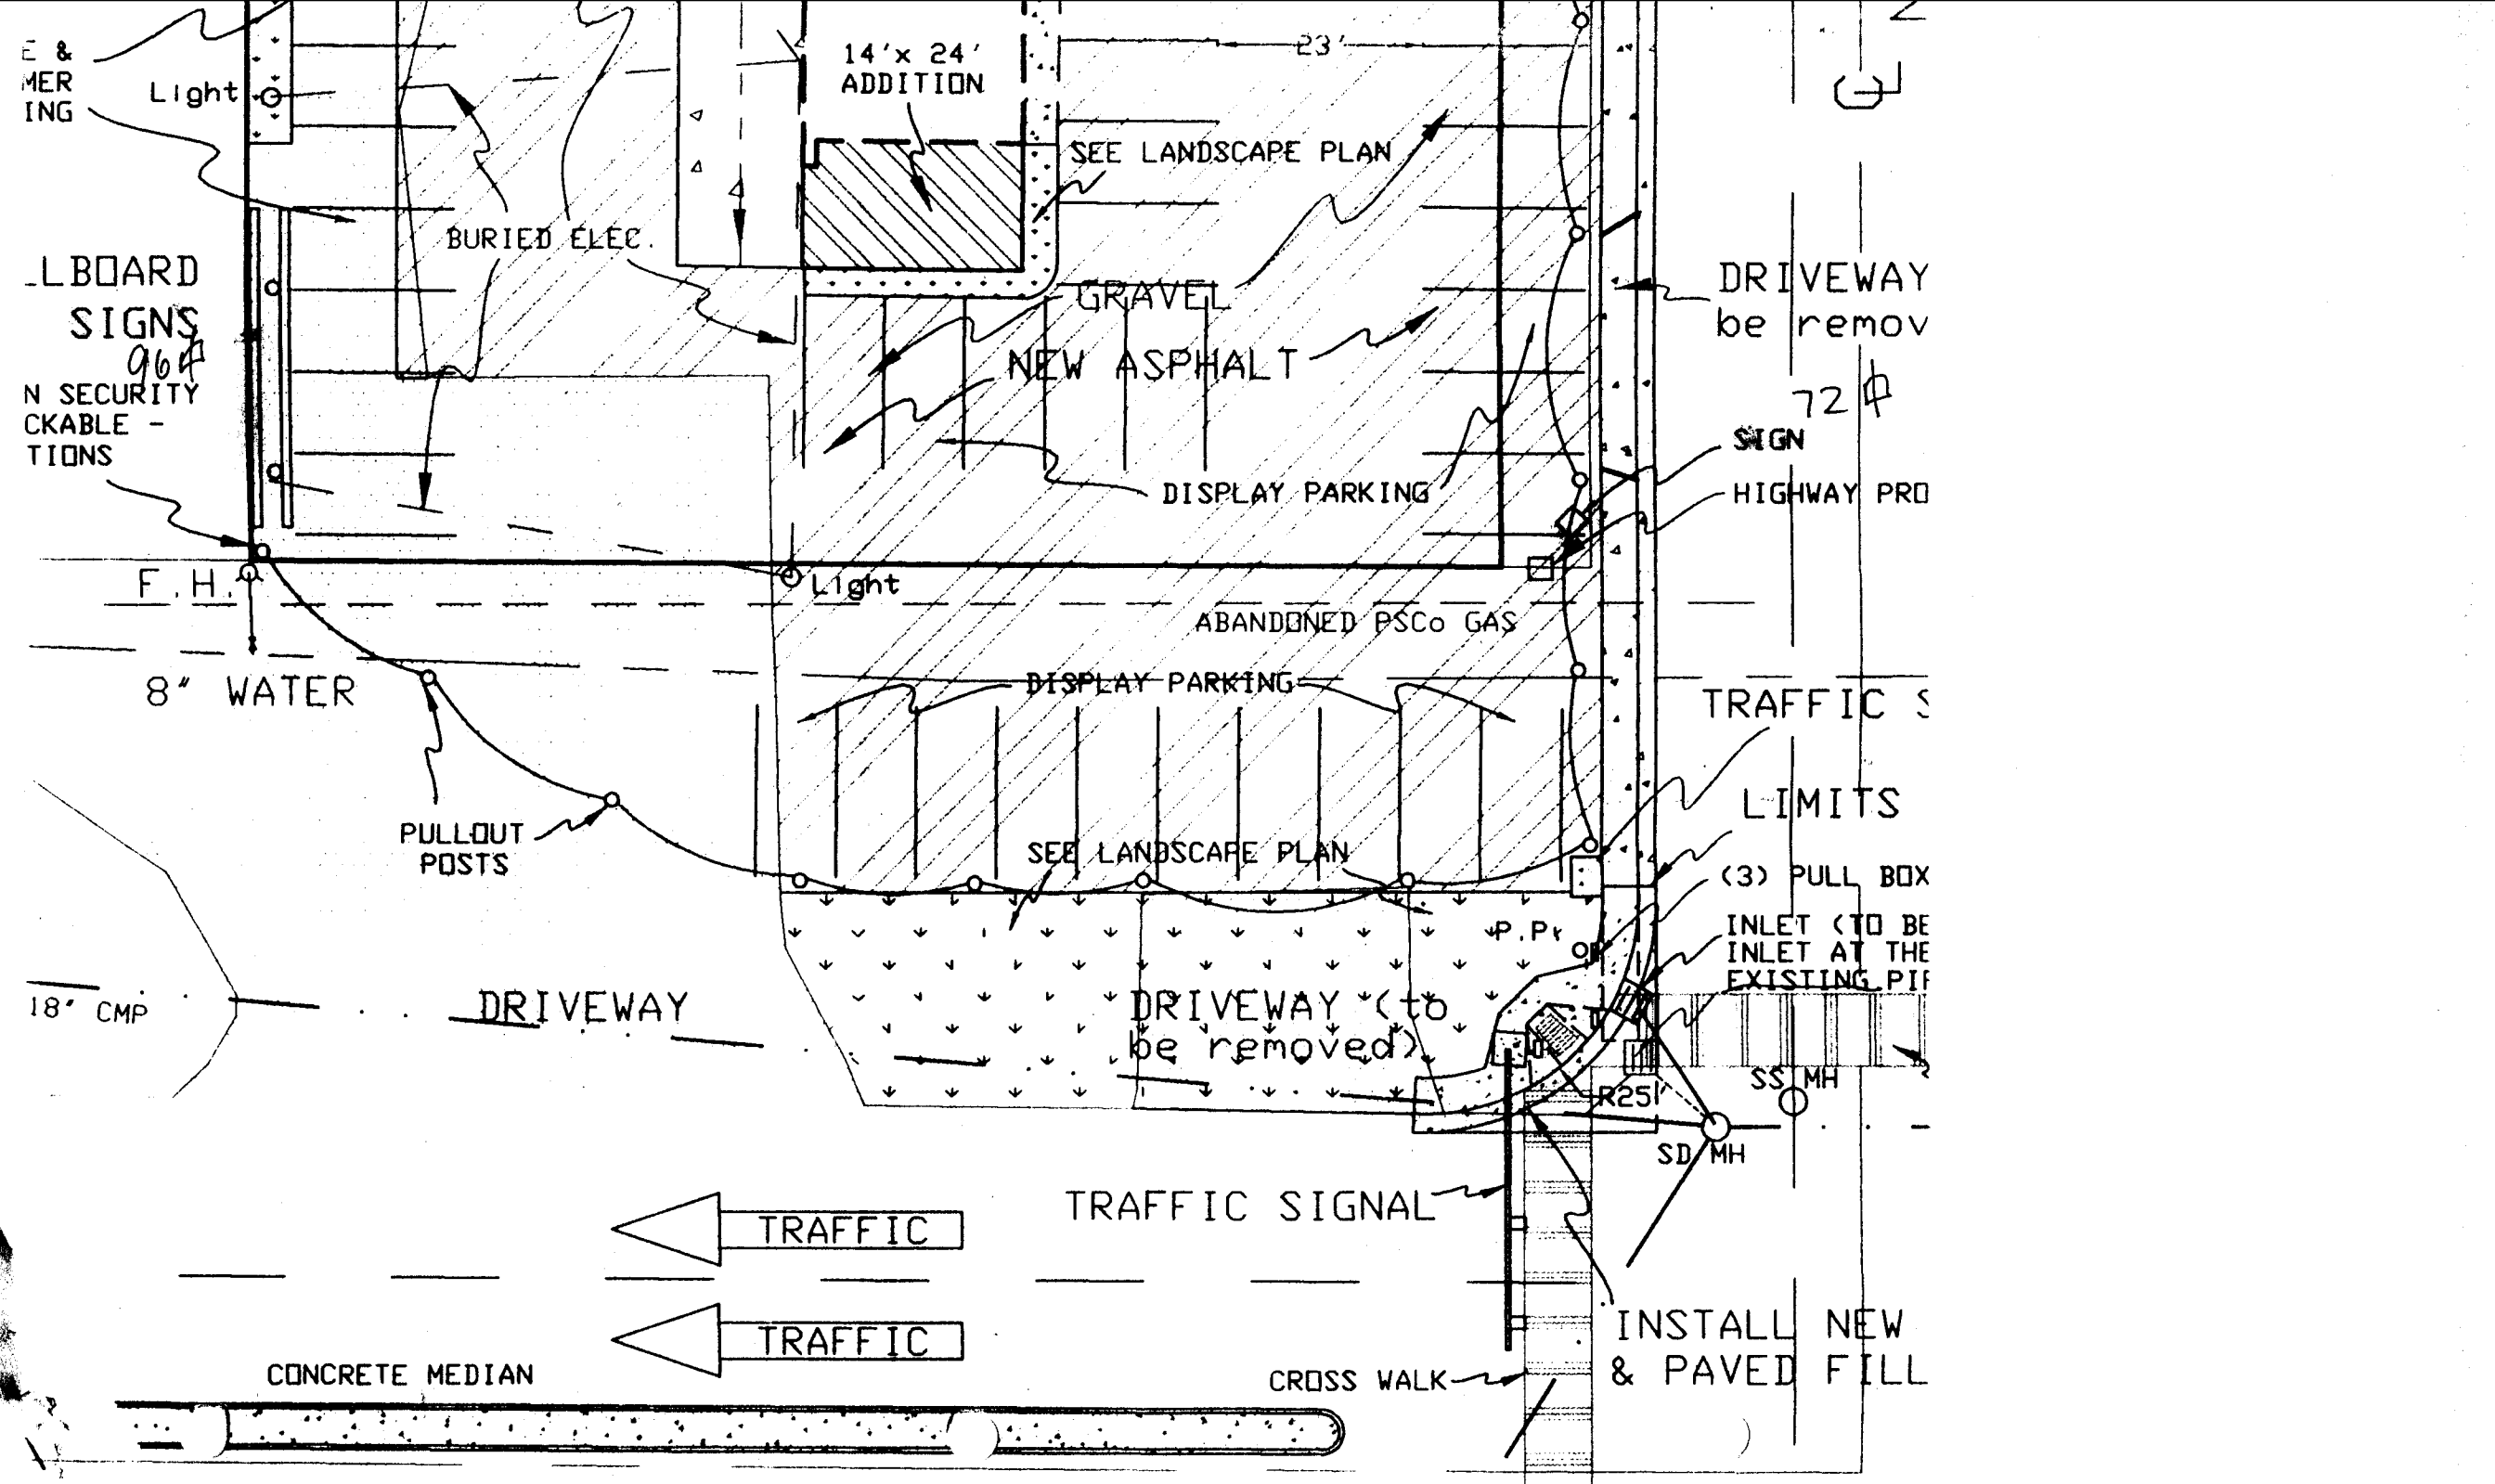 E &
MER
ING
Light
14'x 24'
ADDITION
23'
SEE LANDSCAPE PLAN
BURIED ELEC.
LBOARD
SIGNS
96¢
N SECURITY
CKABLE -
TIONS
GRAVEL
NEW ASPHALT
DRIVEWAY
be remov
72
SIGN
DISPLAY PARKING
HIGHWAY PRO
F.H.
Light
ABANDONED PSCo GAS
8" WATER
DISPLAY PARKING
TRAFFIC S
PULLOUT
POSTS
LIMITS
SEE LANDSCAPE PLAN
(3) PULL BOX
P.P.
INLET (TO BE
INLET AT THE
EXISTING PIP
18" CMP
DRIVEWAY
DRIVEWAY (to
be removed)
R25'
SS MH
SD MH
TRAFFIC SIGNAL
TRAFFIC
TRAFFIC
INSTALL NEW
& PAVED FILL
CONCRETE MEDIAN
CROSS WALK